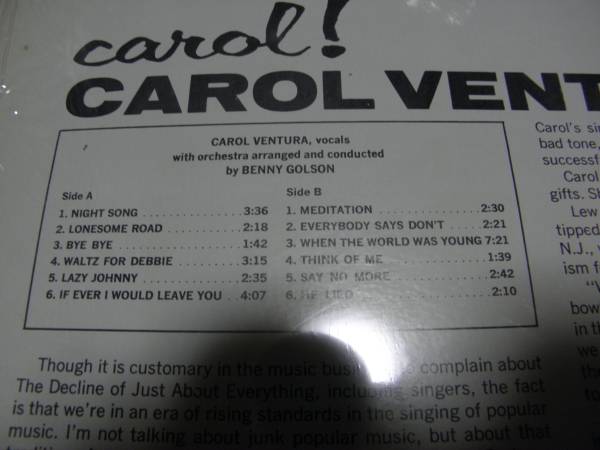 carol!
CAROL VENT
CAROL VENTURA, vocals
with orchestra arranged and conducted
by BENNY GOLSON
Side A
1. NIGHT SONG . . . . . . . . . . . . 3:36
2. LONESOME ROAD . . . . . . . . . 2:18
3. BYE BYE . . . . . . . . . . . . . . 1:42
4. WALTZ FOR DEBBIE . . . . . . . 3:15
5. LAZY JOHNNY . . . . . . . . . . 2:35
6. IF EVER I WOULD LEAVE YOU . . 4:07
Side B
1. MEDITATION . . . . . . . . . . . 2:30
2. EVERYBODY SAYS DON'T . . . . . 2:21
3. WHEN THE WORLD WAS YOUNG 7:21
4. THINK OF ME . . . . . . . . . . . 1:39
5. SAY NO MORE . . . . . . . . . . 2:42
6. HE LIED . . . . . . . . . . . . . 2:10
Though it is customary in the music busi complain about
The Decline of Just About Everything, including singers, the fact
is that we're in an era of rising standards in the singing of popular
music. I'm not talking about junk popular music, but about that
Carol's si
bad tone,
successf
Carol
gifts. S
Lew
tipped
N.J.,
ism f
bow
in th
we